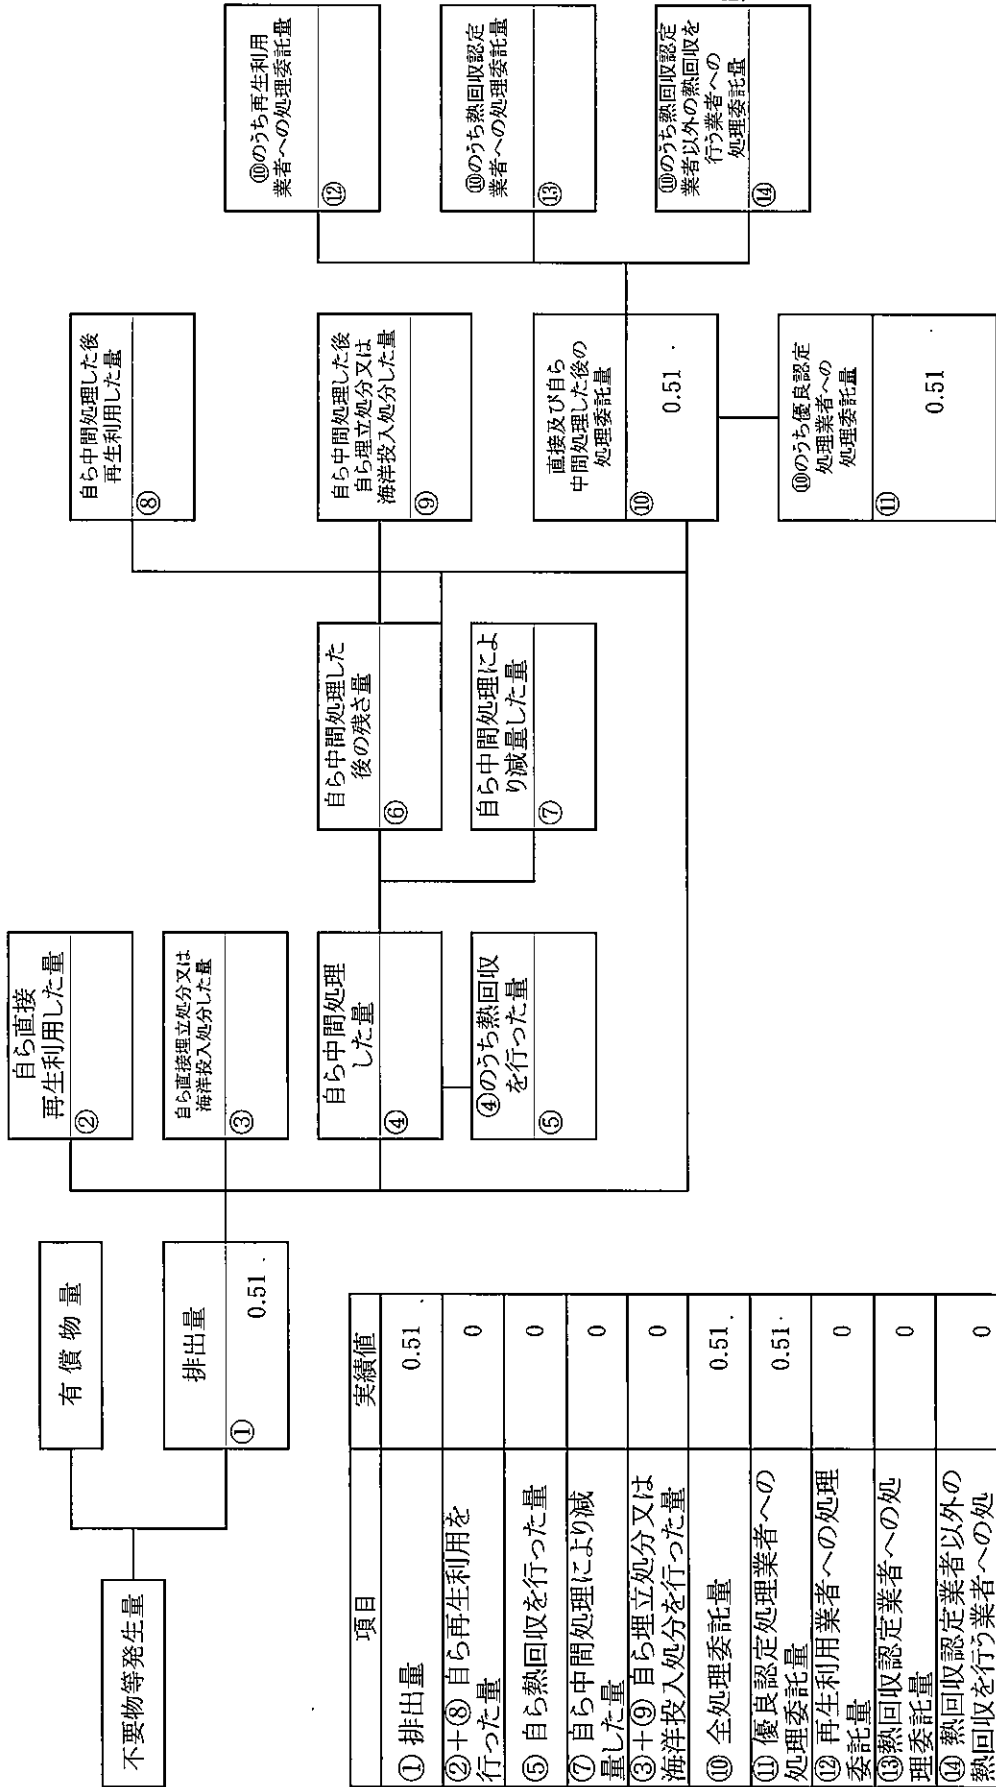 不要物等発生量
有償物量
排出量
①
0.51
自ら直接
再生利用した量
②
自ら直接埋立処分又は
海洋投入処分した量
③
自ら中間処理
した量
④
④のうち熱回収
を行った量
⑤
自ら中間処理した
後の残さ量
⑥
自ら中間処理によ
り減量した量
⑦
自ら中間処理した後
再生利用した量
⑧
自ら中間処理した後
自ら埋立処分又は
海洋投入処分した量
⑨
直接及び自ら
中間処理した後の
処理委託量
⑩
0.51
⑩のうち優良認定
処理業者への
処理委託量
⑪
0.51
⑩のうち再生利用
業者への処理委託量
⑫
⑩のうち熱回収認定
業者への処理委託量
⑬
⑩のうち熱回収認定
業者以外の熱回収を
行う業者への
処理委託量
⑭
項目 実績値
① 排出量 0.51
②+⑧ 自ら再生利用を
行った量 0
⑤ 自ら熱回収を行った量 0
⑦ 自ら中間処理により減
量した量 0
③+⑨ 自ら埋立処分又は
海洋投入処分を行った量 0
⑩ 全処理委託量 0.51
⑪ 優良認定処理業者への
処理委託量 0.51
⑫ 再生利用業者への処理
委託量 0
⑬熱回収認定業者への処
理委託量 0
⑭ 熱回収認定業者以外の
熱回収を行う業者への処 0